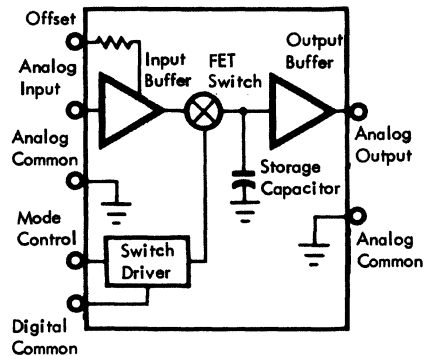 Offset
Analog
Input
Input
Buffer
FET
Switch
Output
Buffer
Analog
Common
Analog
Output
Storage
Capacitor
Mode
Control
Switch
Driver
Analog
Common
Digital
Common